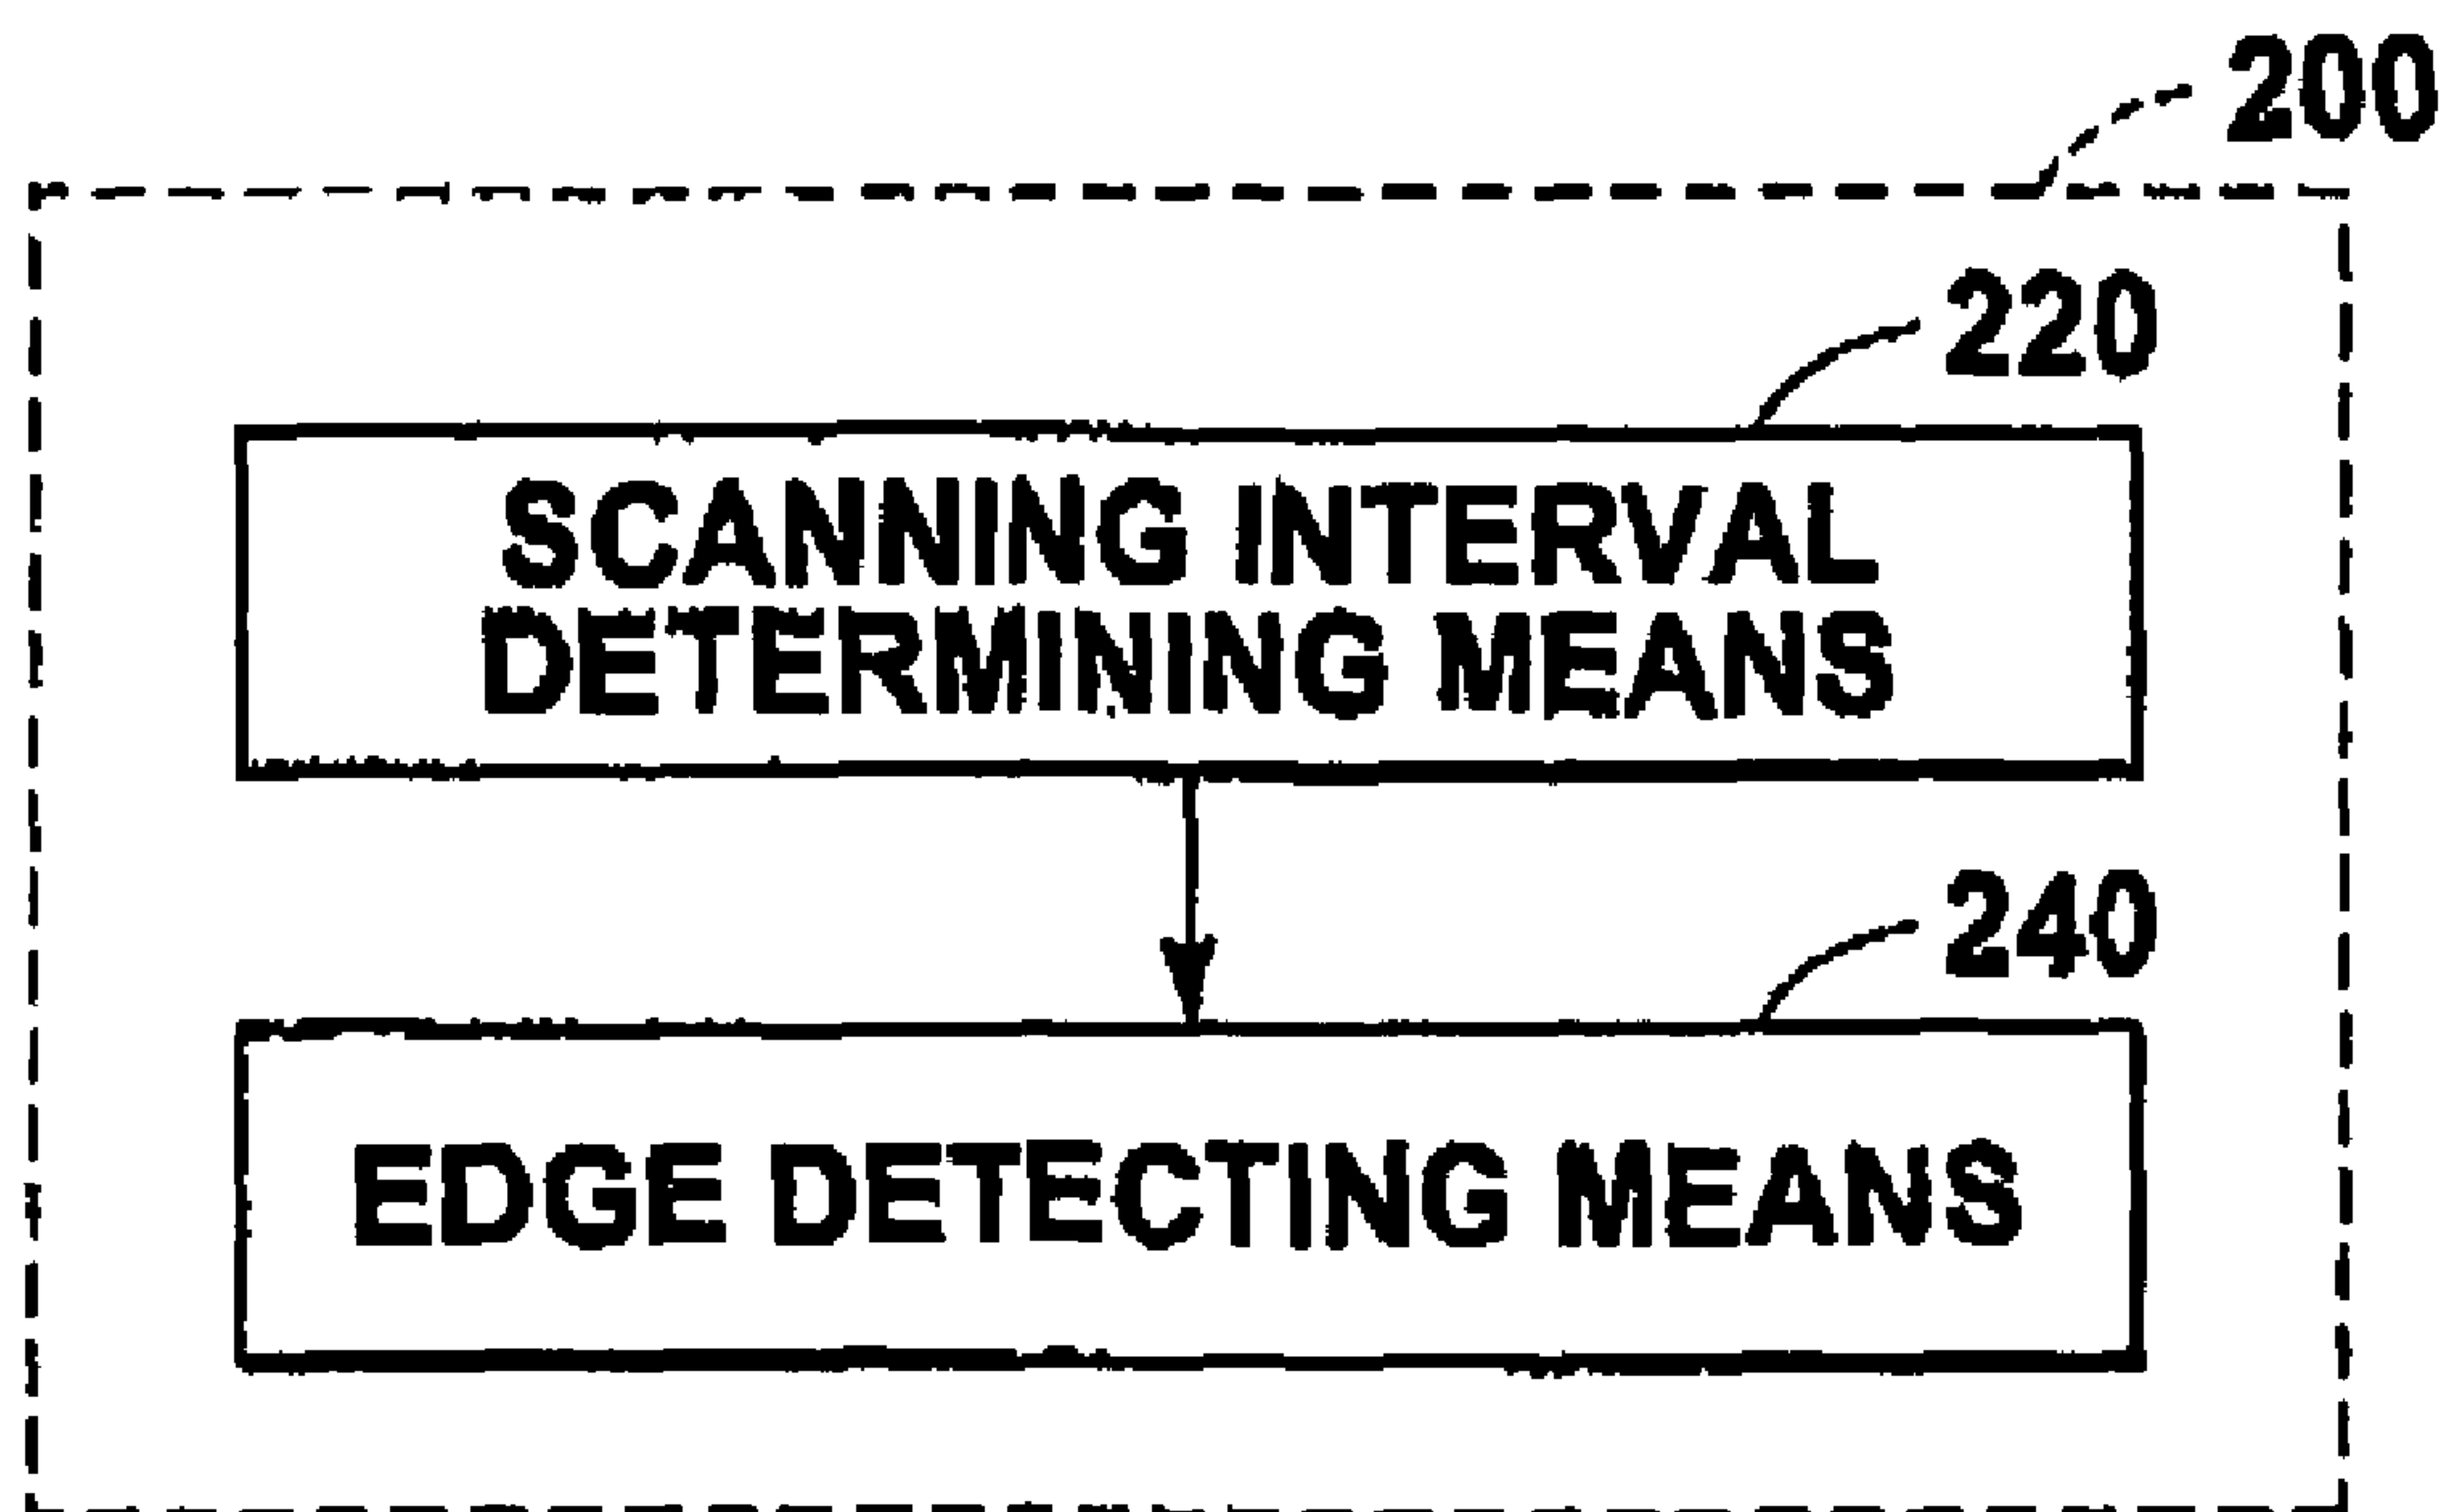 200
220
SCANNING INTERVAL
DETERMINING MEANS
240
EDGE DETECTING MEANS